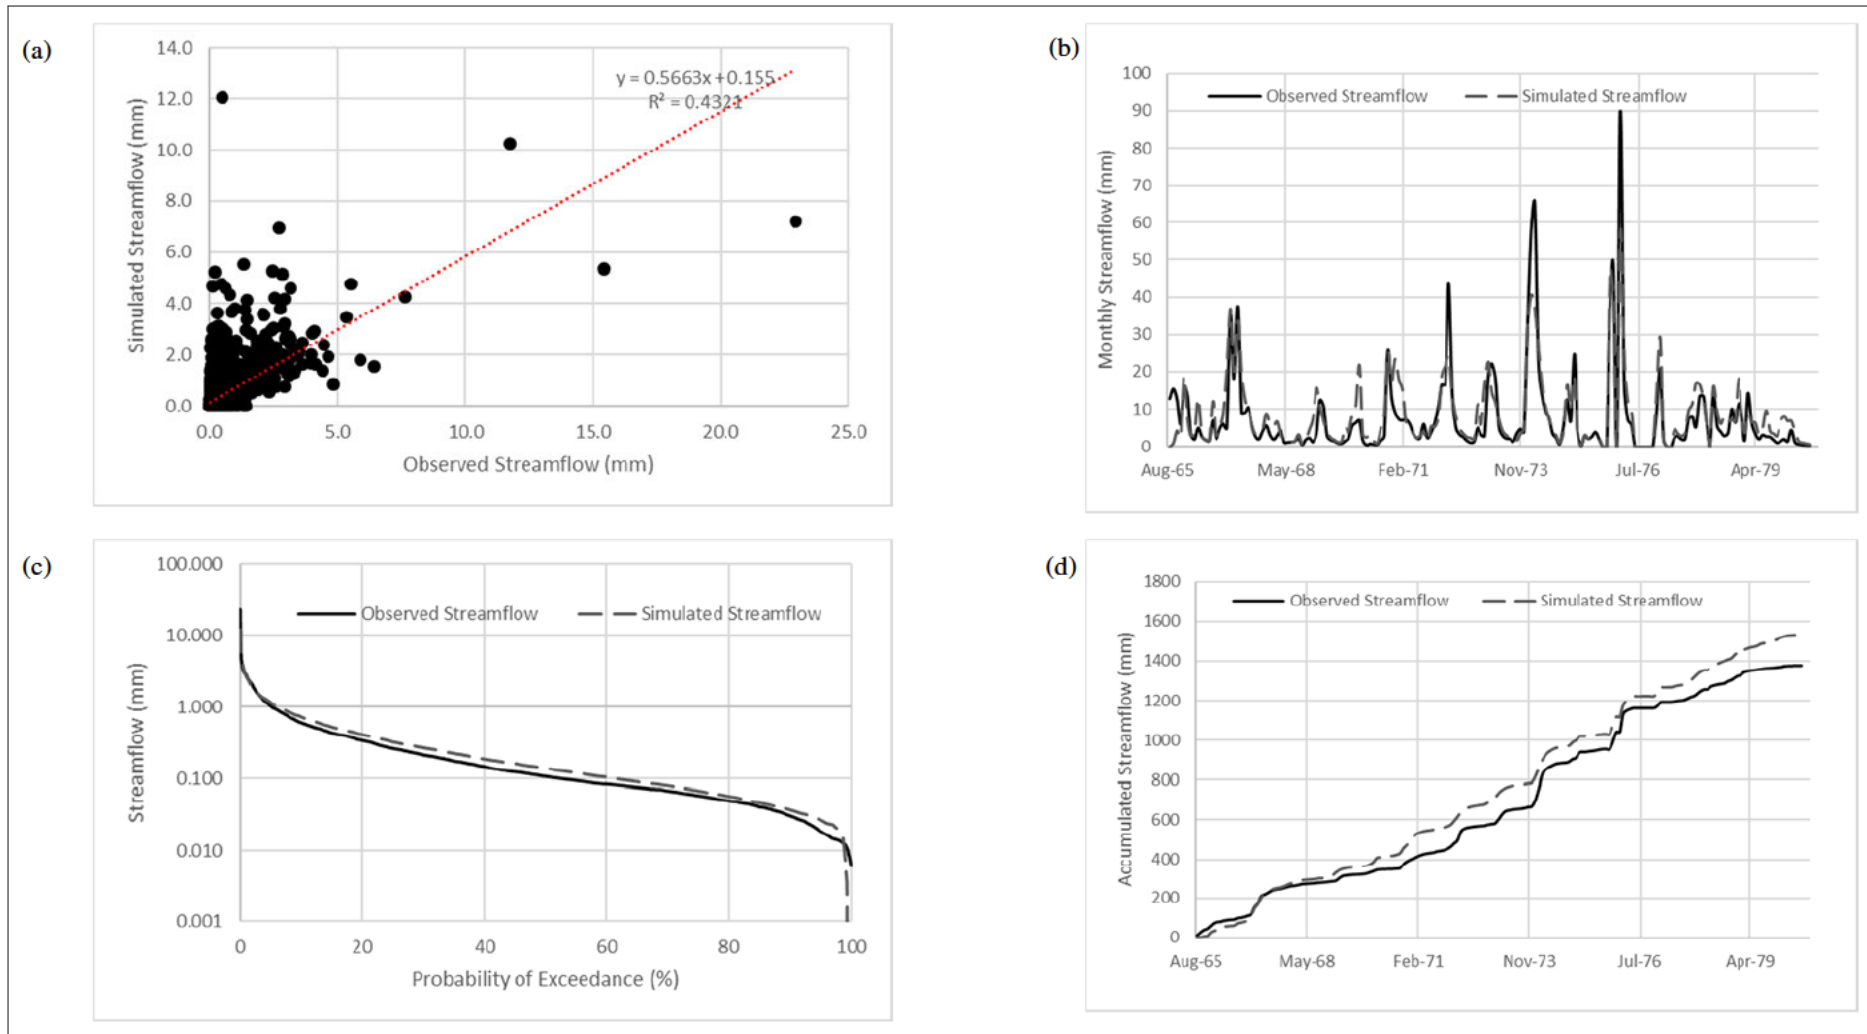 (a)
14.0
12.0
10.0
8.0
6.0
4.0
2.0
0.0
Simulated Streamflow (mm)
y = 0.5663x + 0.155
R² = 0.4321
0.0 5.0 10.0 15.0 20.0 25.0
Observed Streamflow (mm)
(b)
100
90
80
70
60
50
40
30
20
10
0
Monthly Streamflow (mm)
Observed Streamflow Simulated Streamflow
Aug-65 May-68 Feb-71 Nov-73 Jul-76 Apr-79
(c)
100.000
10.000
1.000
0.100
0.010
0.001
Streamflow (mm)
Observed Streamflow Simulated Streamflow
0 20 40 60 80 100
Probability of Exceedance (%)
(d)
1800
1600
1400
1200
1000
800
600
400
200
0
Accumulated Streamflow (mm)
Observed Streamflow Simulated Streamflow
Aug-65 May-68 Feb-71 Nov-73 Jul-76 Apr-79